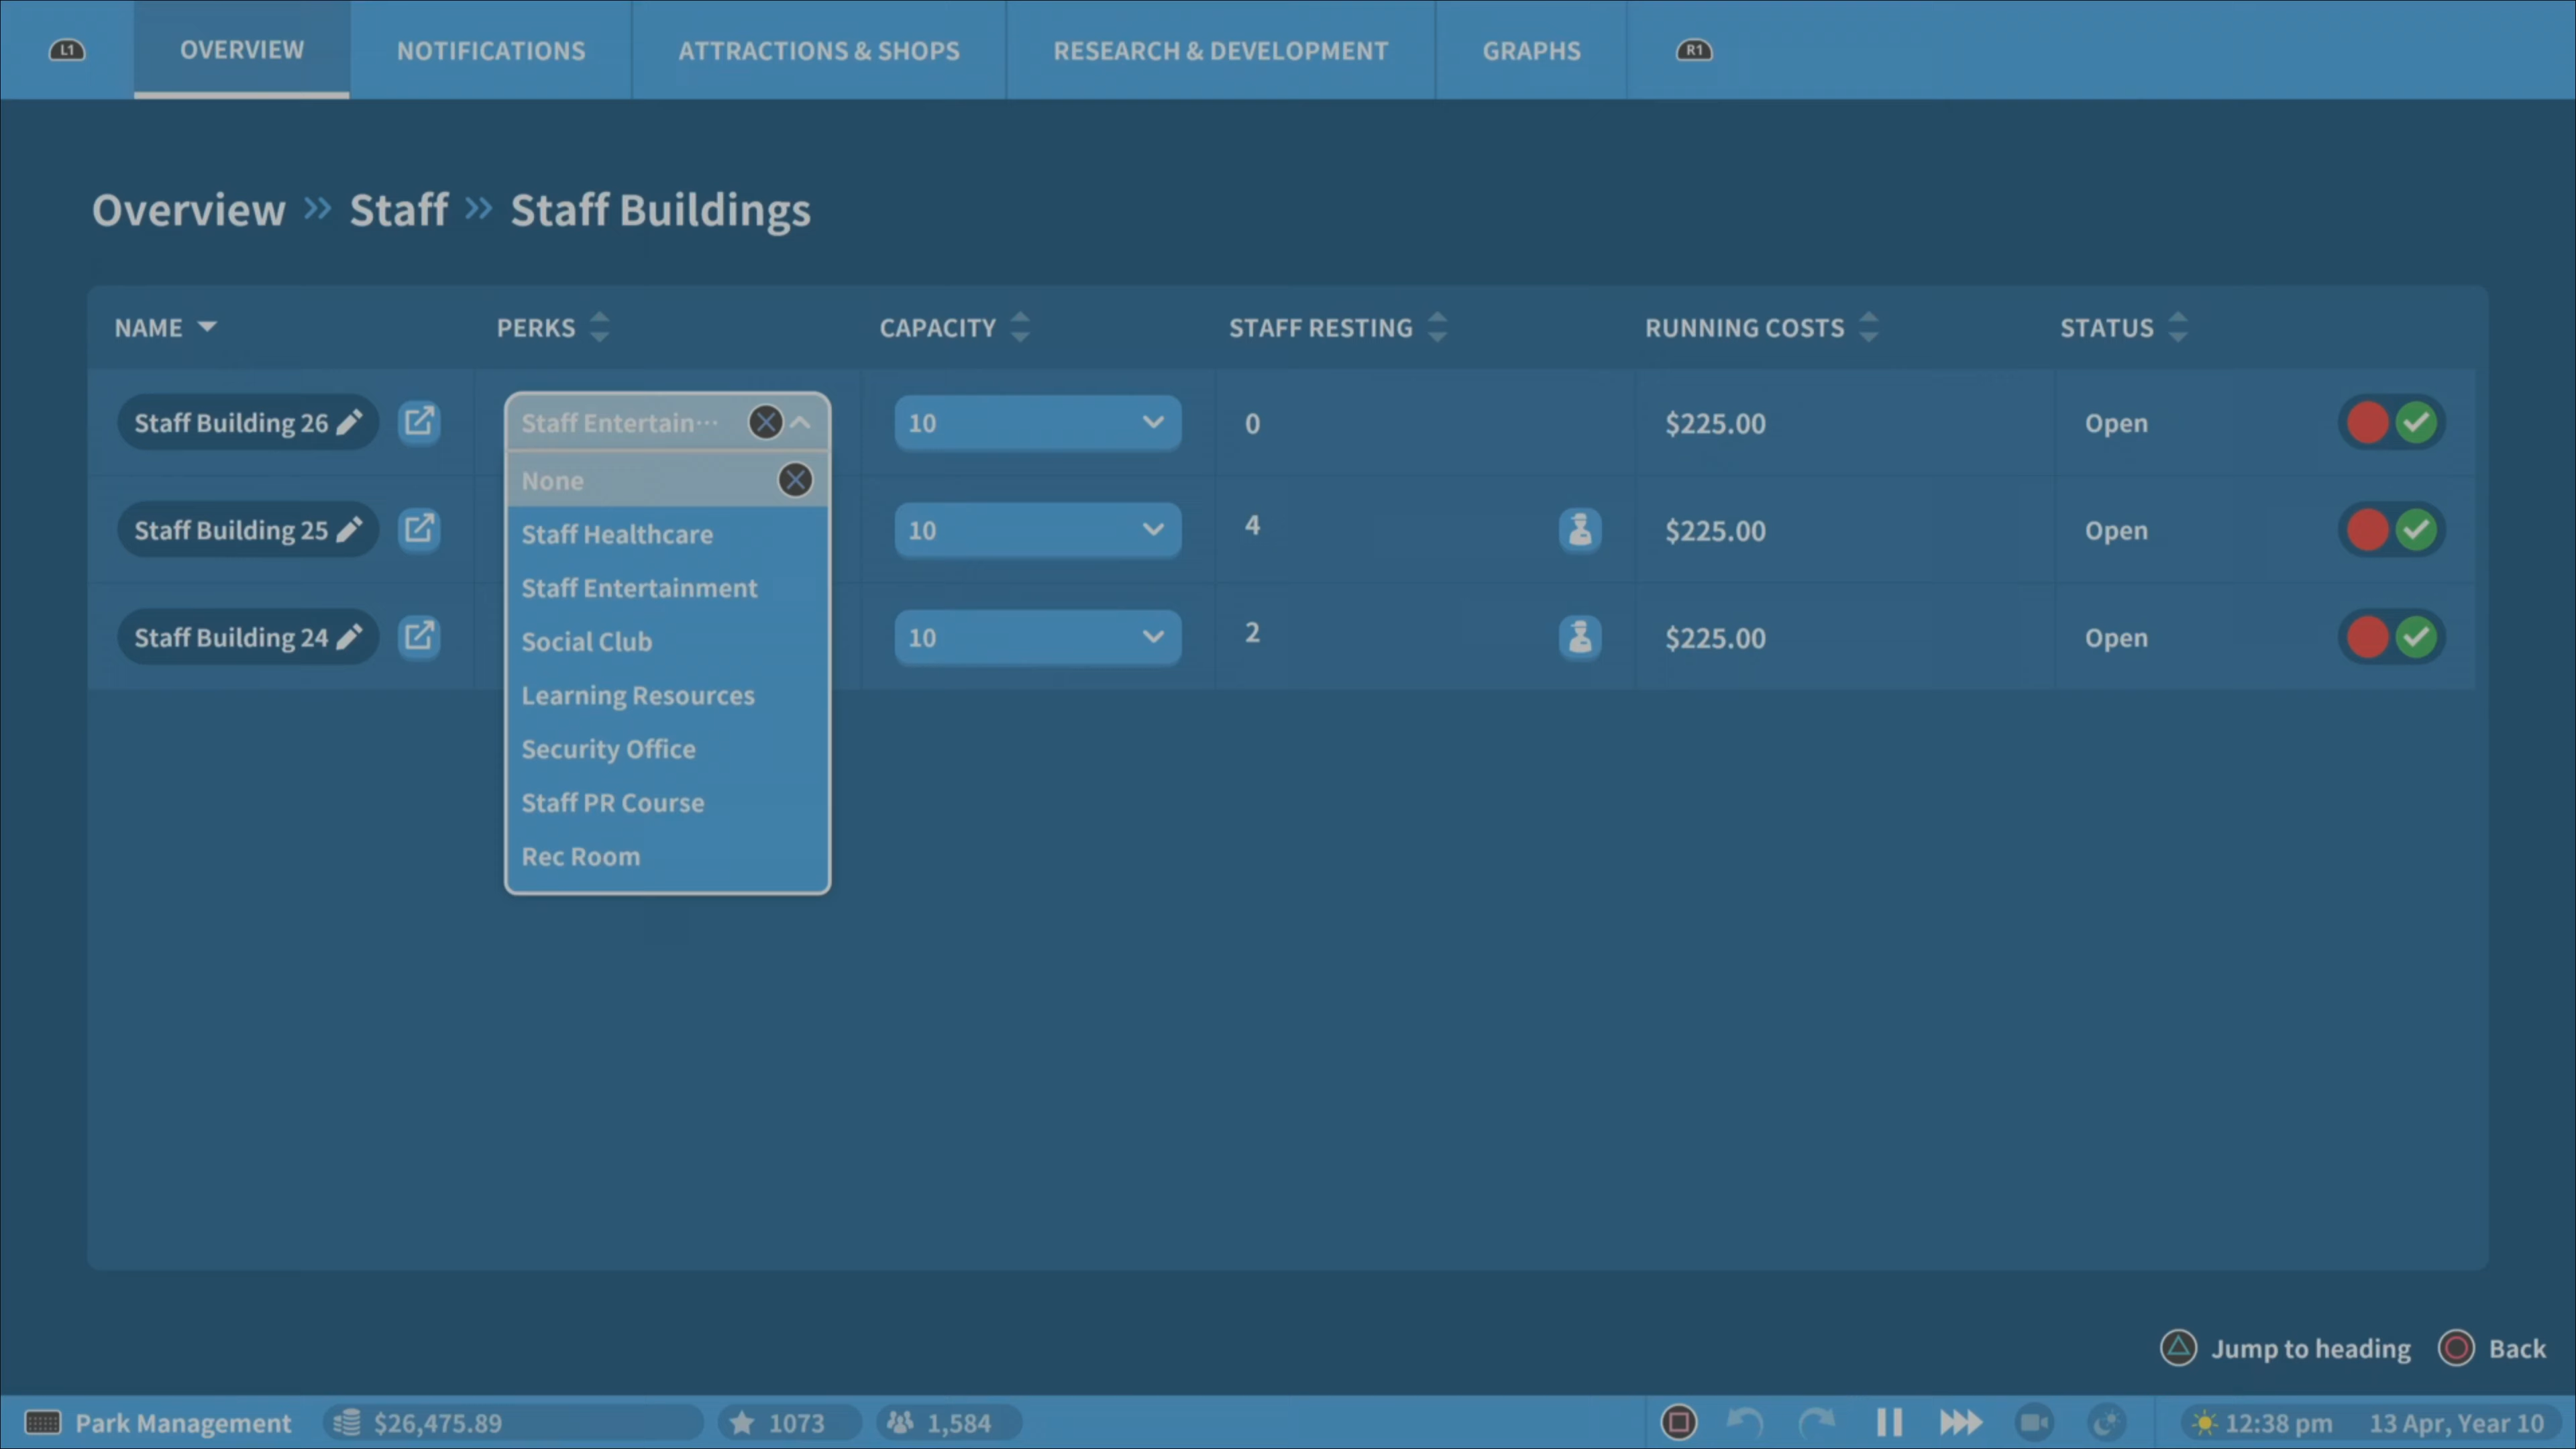 L1 OVERVIEW NOTIFICATIONS ATTRACTIONS & SHOPS RESEARCH & DEVELOPMENT GRAPHS R1
Overview » Staff » Staff Buildings
NAME PERKS CAPACITY STAFF RESTING RUNNING COSTS STATUS
Staff Building 26 Staff Entertain··· 10 0 $225.00 Open
None
Staff Building 25 10 4 $225.00 Open
Staff Healthcare
Staff Entertainment
Staff Building 24 10 2 $225.00 Open
Social Club
Learning Resources
Security Office
Staff PR Course
Rec Room
Jump to heading Back
Park Management $26,475.89 1073 1,584 12:38 pm 13 Apr, Year 10